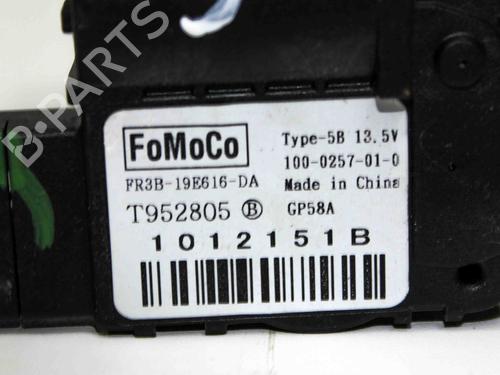 B-PARTS
FoMoCo
Type-5B 13.5V
100-0257-01-0
FR3B-19E616-DA
Made in China
T952805 B
GP58A
1012151B